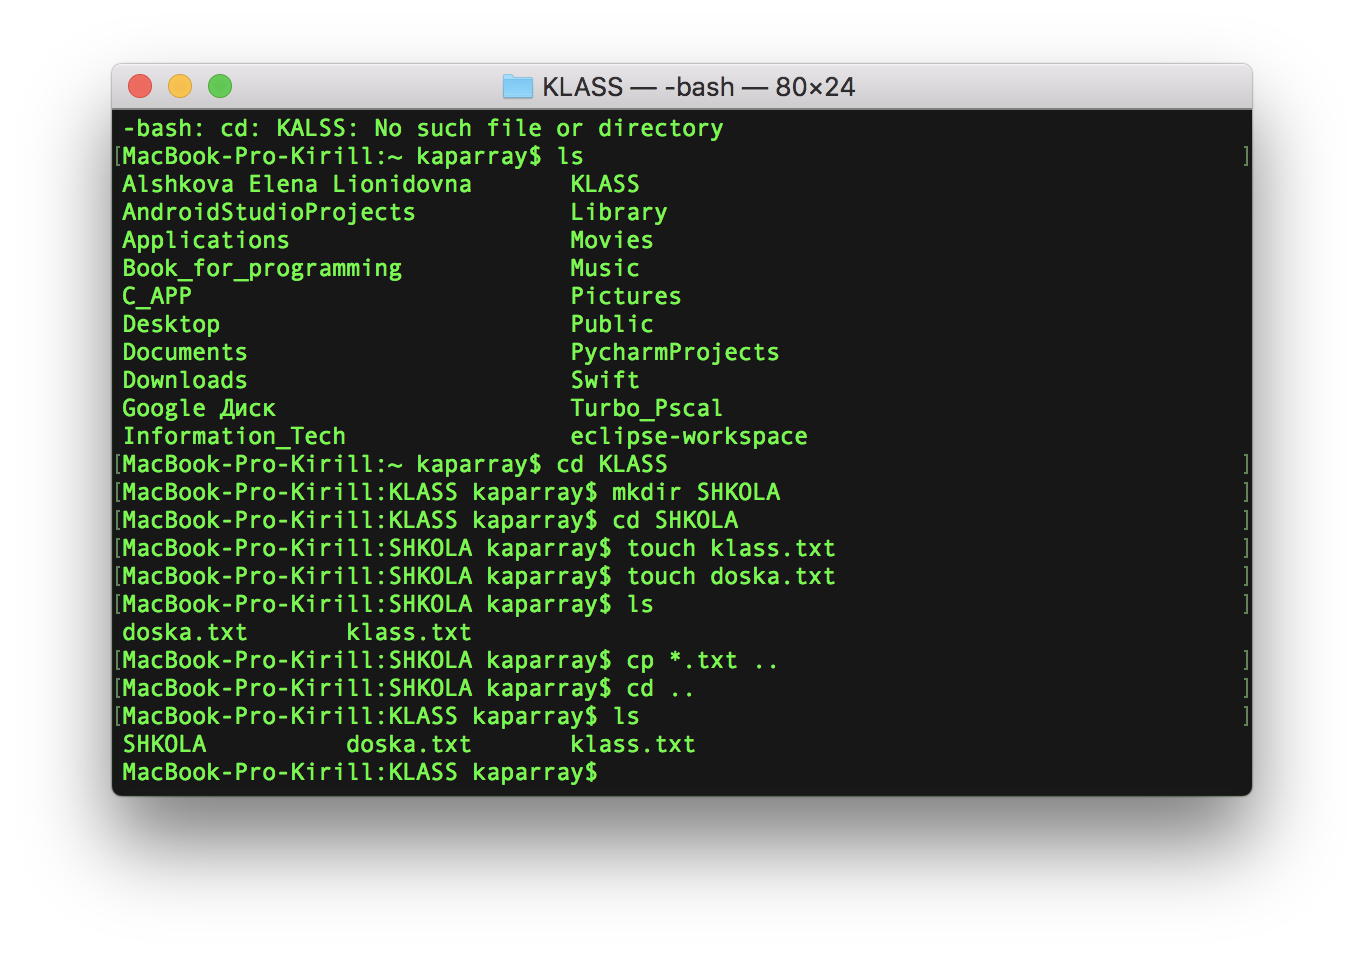 KLASS — -bash — 80×24
-bash: cd: KALSS: No such file or directory
[MacBook-Pro-Kirill:~ kaparray$ ls ]
Alshkova Elena Lionidovna KLASS
AndroidStudioProjects Library
Applications Movies
Book_for_programming Music
C_APP Pictures
Desktop Public
Documents PycharmProjects
Downloads Swift
Google Диск Turbo_Pscal
Information_Tech eclipse-workspace
[MacBook-Pro-Kirill:~ kaparray$ cd KLASS ]
[MacBook-Pro-Kirill:KLASS kaparray$ mkdir SHKOLA ]
[MacBook-Pro-Kirill:KLASS kaparray$ cd SHKOLA ]
[MacBook-Pro-Kirill:SHKOLA kaparray$ touch klass.txt ]
[MacBook-Pro-Kirill:SHKOLA kaparray$ touch doska.txt ]
[MacBook-Pro-Kirill:SHKOLA kaparray$ ls ]
doska.txt klass.txt
[MacBook-Pro-Kirill:SHKOLA kaparray$ cp *.txt .. ]
[MacBook-Pro-Kirill:SHKOLA kaparray$ cd .. ]
[MacBook-Pro-Kirill:KLASS kaparray$ ls ]
SHKOLA doska.txt klass.txt
MacBook-Pro-Kirill:KLASS kaparray$